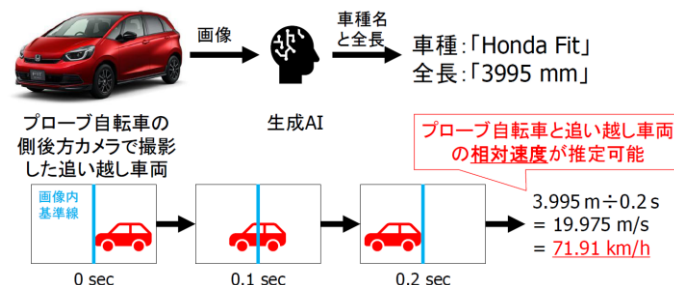 画像
車種名
と全長
車種:「Honda Fit」
全長:「3995 mm」
プローブ自転車の
側後方カメラで撮影
した追い越し車両
生成AI
プローブ自転車と追い越し車両
の相対速度が推定可能
画像内
基準線
3.995 m÷0.2 s
= 19.975 m/s
= 71.91 km/h
0 sec
0.1 sec
0.2 sec